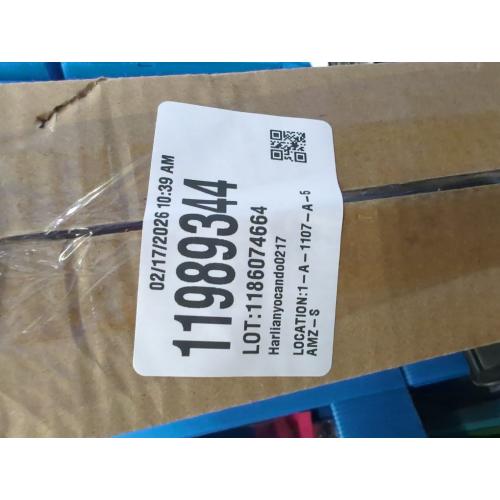 02/17/2026 10:39 AM
11989344
LOT:1186074664
Harlianyocando0217
LOCATION:1-A-1107-A-5
AMZ-S